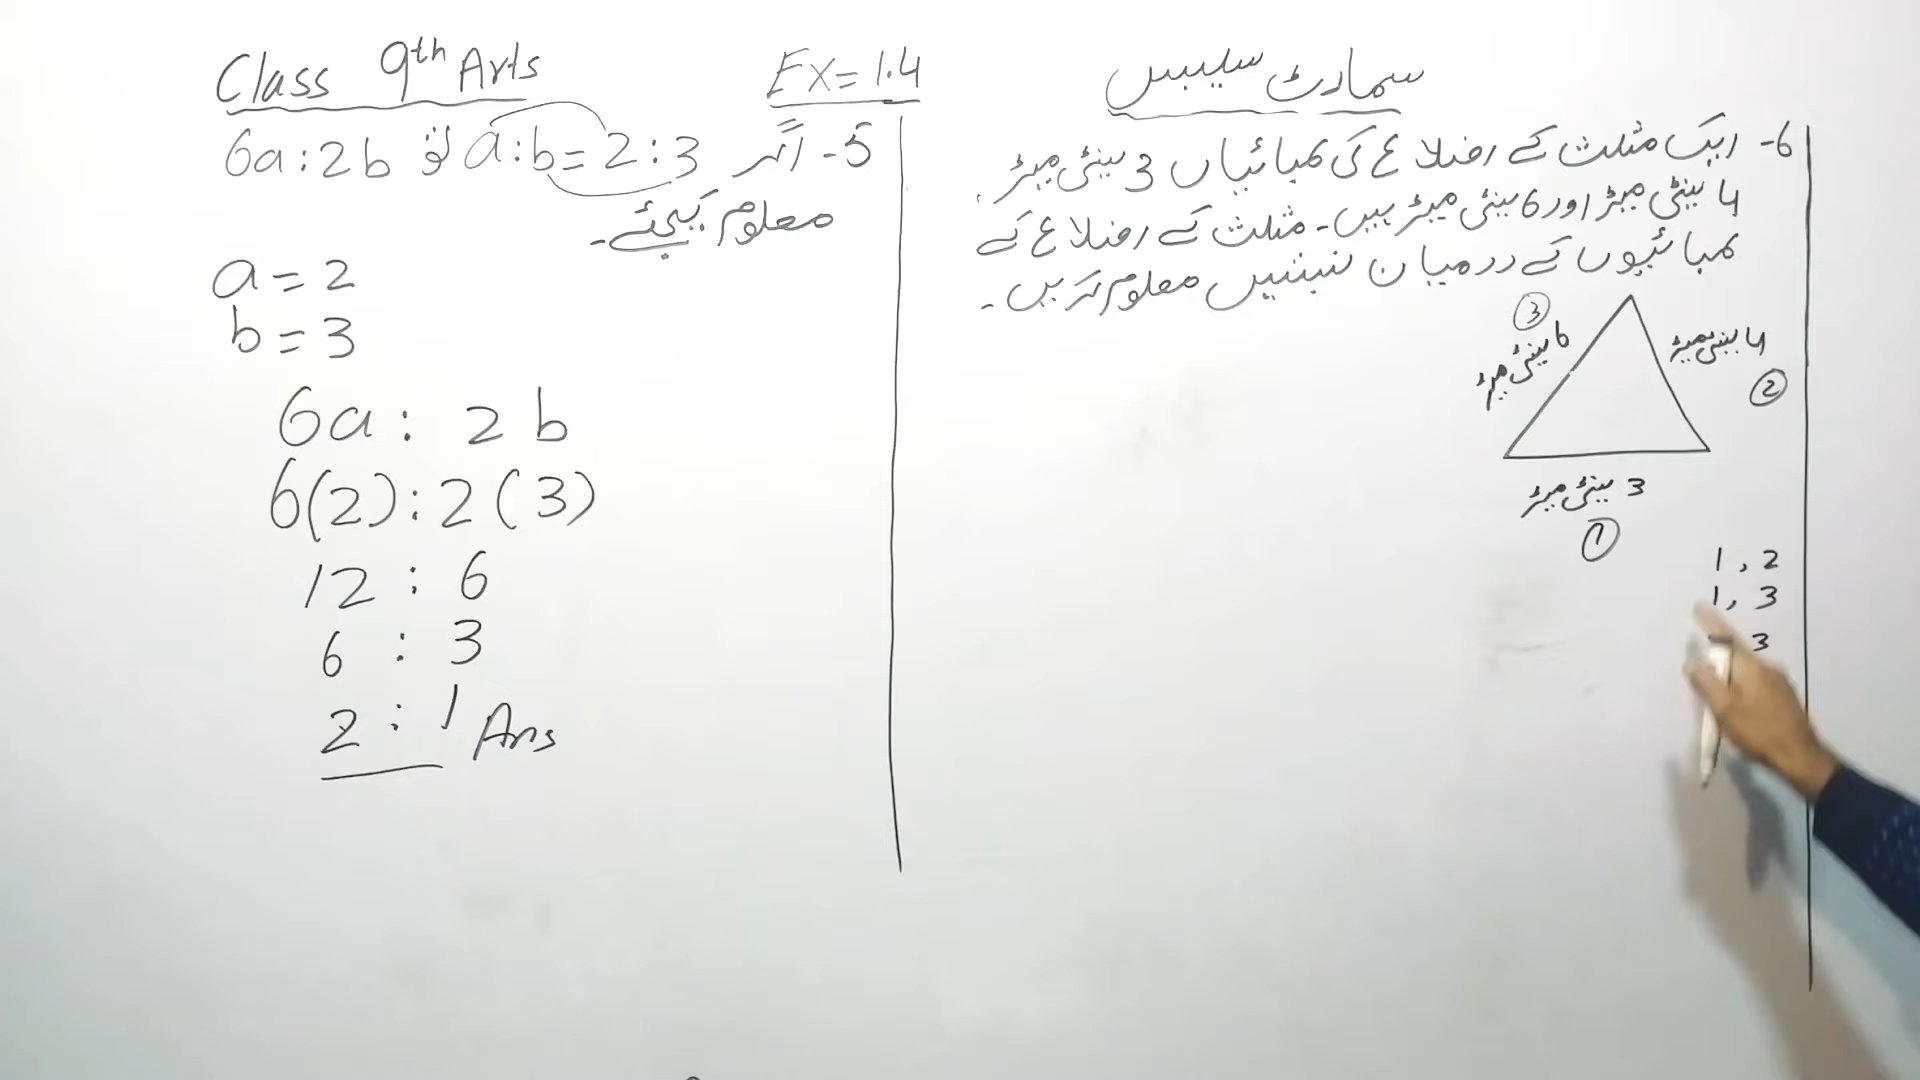 Class 9th Arts
Ex = 1.4
سمارٹ سلیبس
5- اگر a:b = 2:3 تو 6a:2b
معلوم کیجئے۔
a = 2
b = 3
6a : 2b
6(2) : 2(3)
12 : 6
6 : 3
2 : 1 Ans
6- ایک مثلث کے اضلاع کی لمبائیاں 3 سینٹی میٹر،
4 سینٹی میٹر اور 6 سینٹی میٹر ہیں۔ مثلث کے اضلاع کے
لمبائیوں کے درمیان نسبتیں معلوم کریں۔
3
6 سینٹی میٹر
4 سینٹی میٹر
2
3 سینٹی میٹر
1
1, 2
1, 3
3